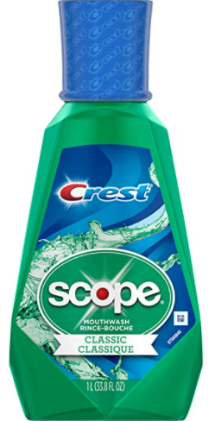 Crest
scope
MOUTHWASH
RINCE-BOUCHE
CLASSIC
CLASSIQUE
1 L (33.8 FL OZ)